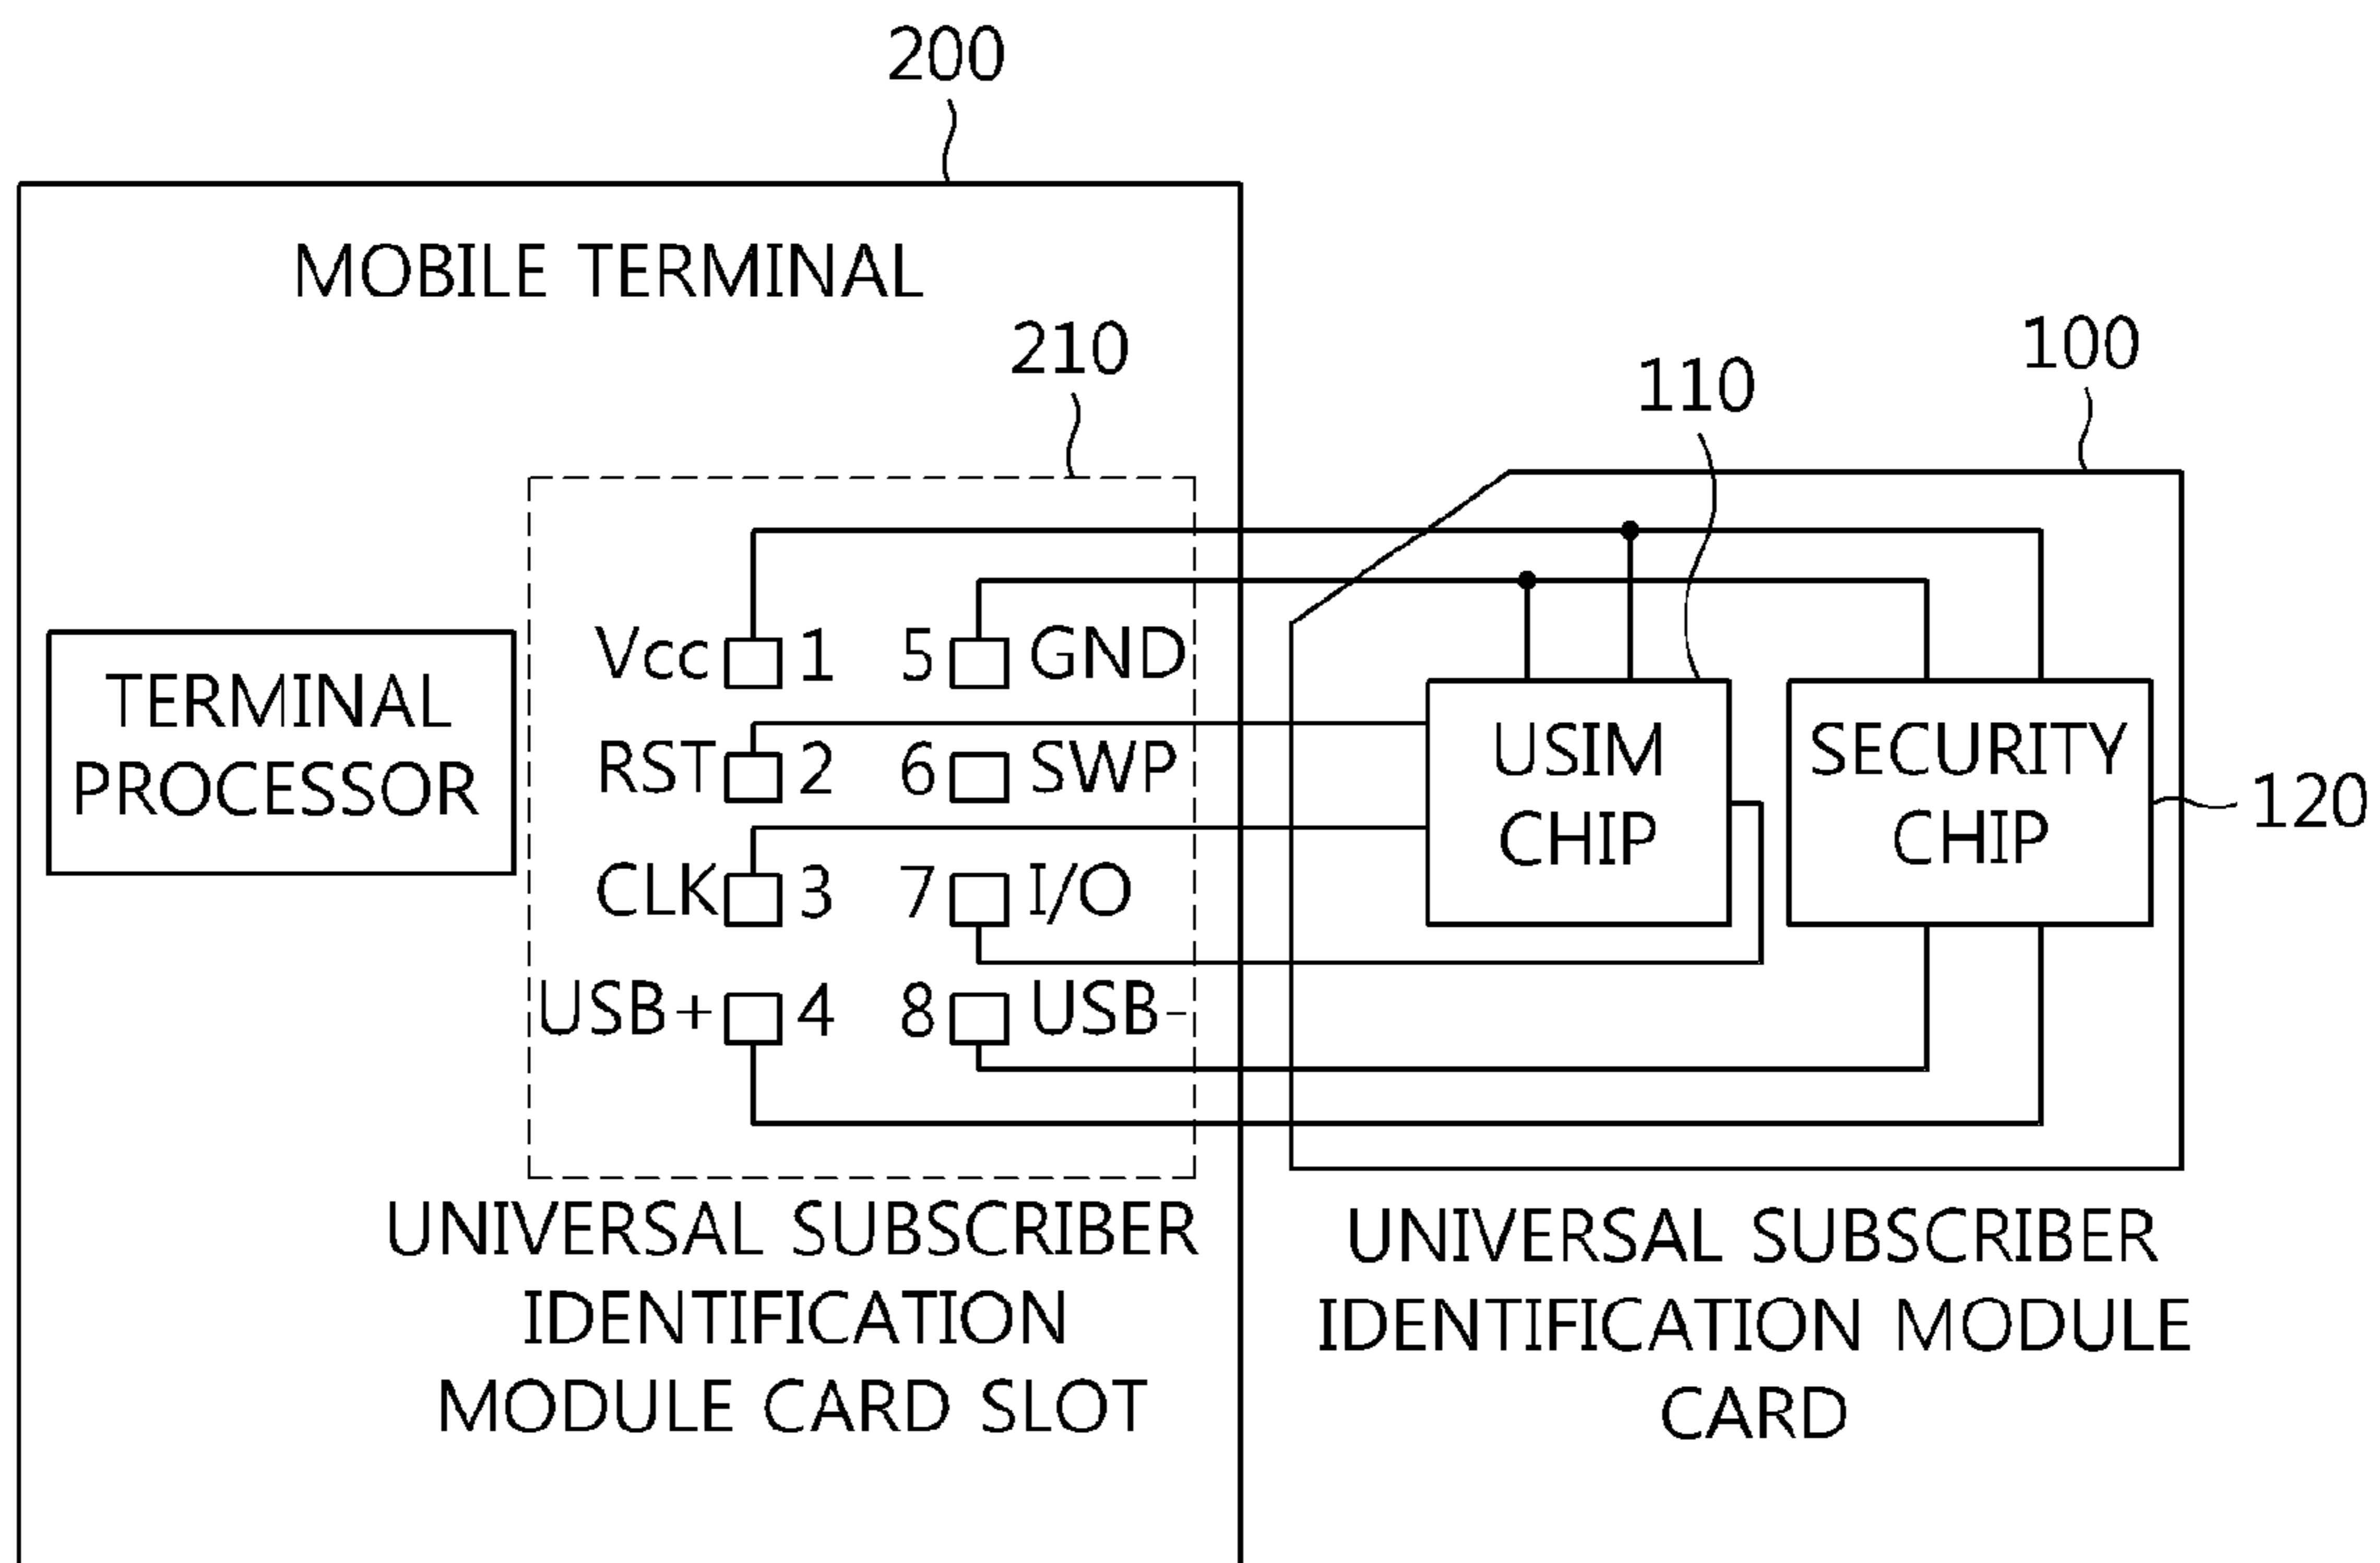 200
MOBILE TERMINAL
210
100
110
Vcc 1 5 GND
TERMINAL
PROCESSOR
RST 2 6 SWP
USIM
CHIP
SECURITY
CHIP
120
CLK 3 7 I/O
USB+ 4 8 USB-
UNIVERSAL SUBSCRIBER
IDENTIFICATION
MODULE CARD SLOT
UNIVERSAL SUBSCRIBER
IDENTIFICATION MODULE
CARD